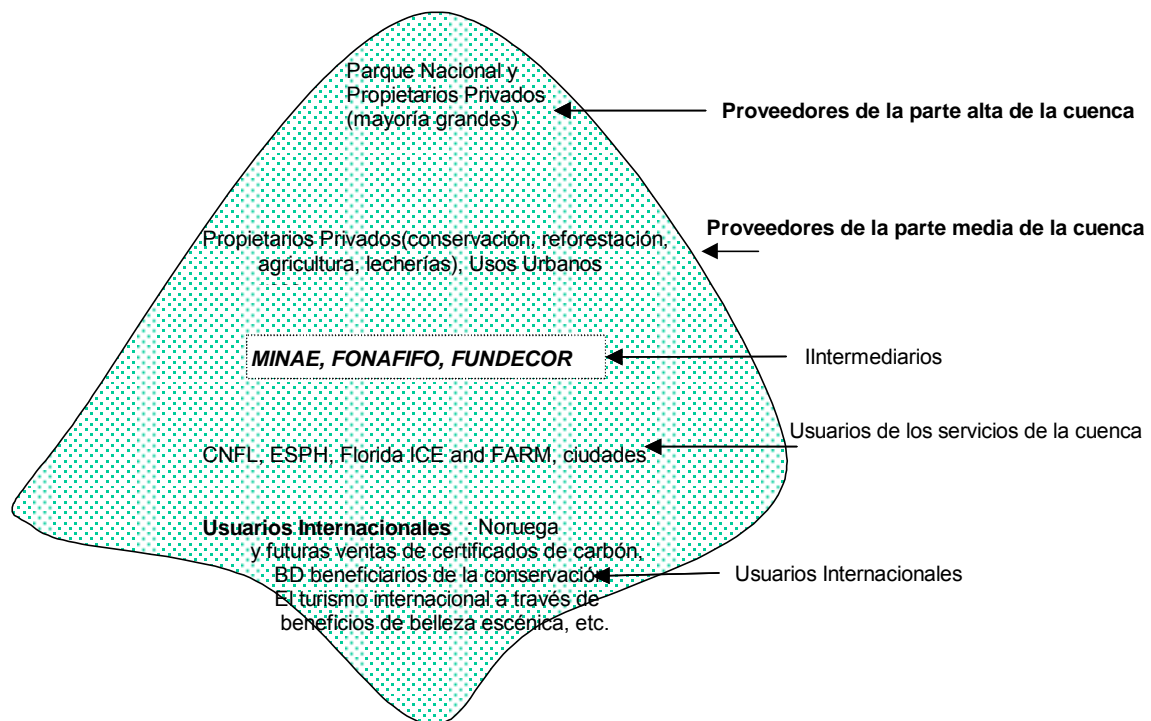 Parque Nacional y
Propietarios Privados
(mayoría grandes)
Proveedores de la parte alta de la cuenca
Proveedores de la parte media de la cuenca
Propietarios Privados(conservación, reforestación,
agricultura, lecherías), Usos Urbanos
MINAE, FONAFIFO, FUNDECOR
IIntermediarios
Usuarios de los servicios de la cuenca
CNFL, ESPH, Florida ICE and FARM, ciudades
Usuarios Internacionales Noruega
y futuras ventas de certificados de carbón.
BD beneficiarios de la conservación
Usuarios Internacionales
El turismo internacional a través de
beneficios de belleza escénica, etc.